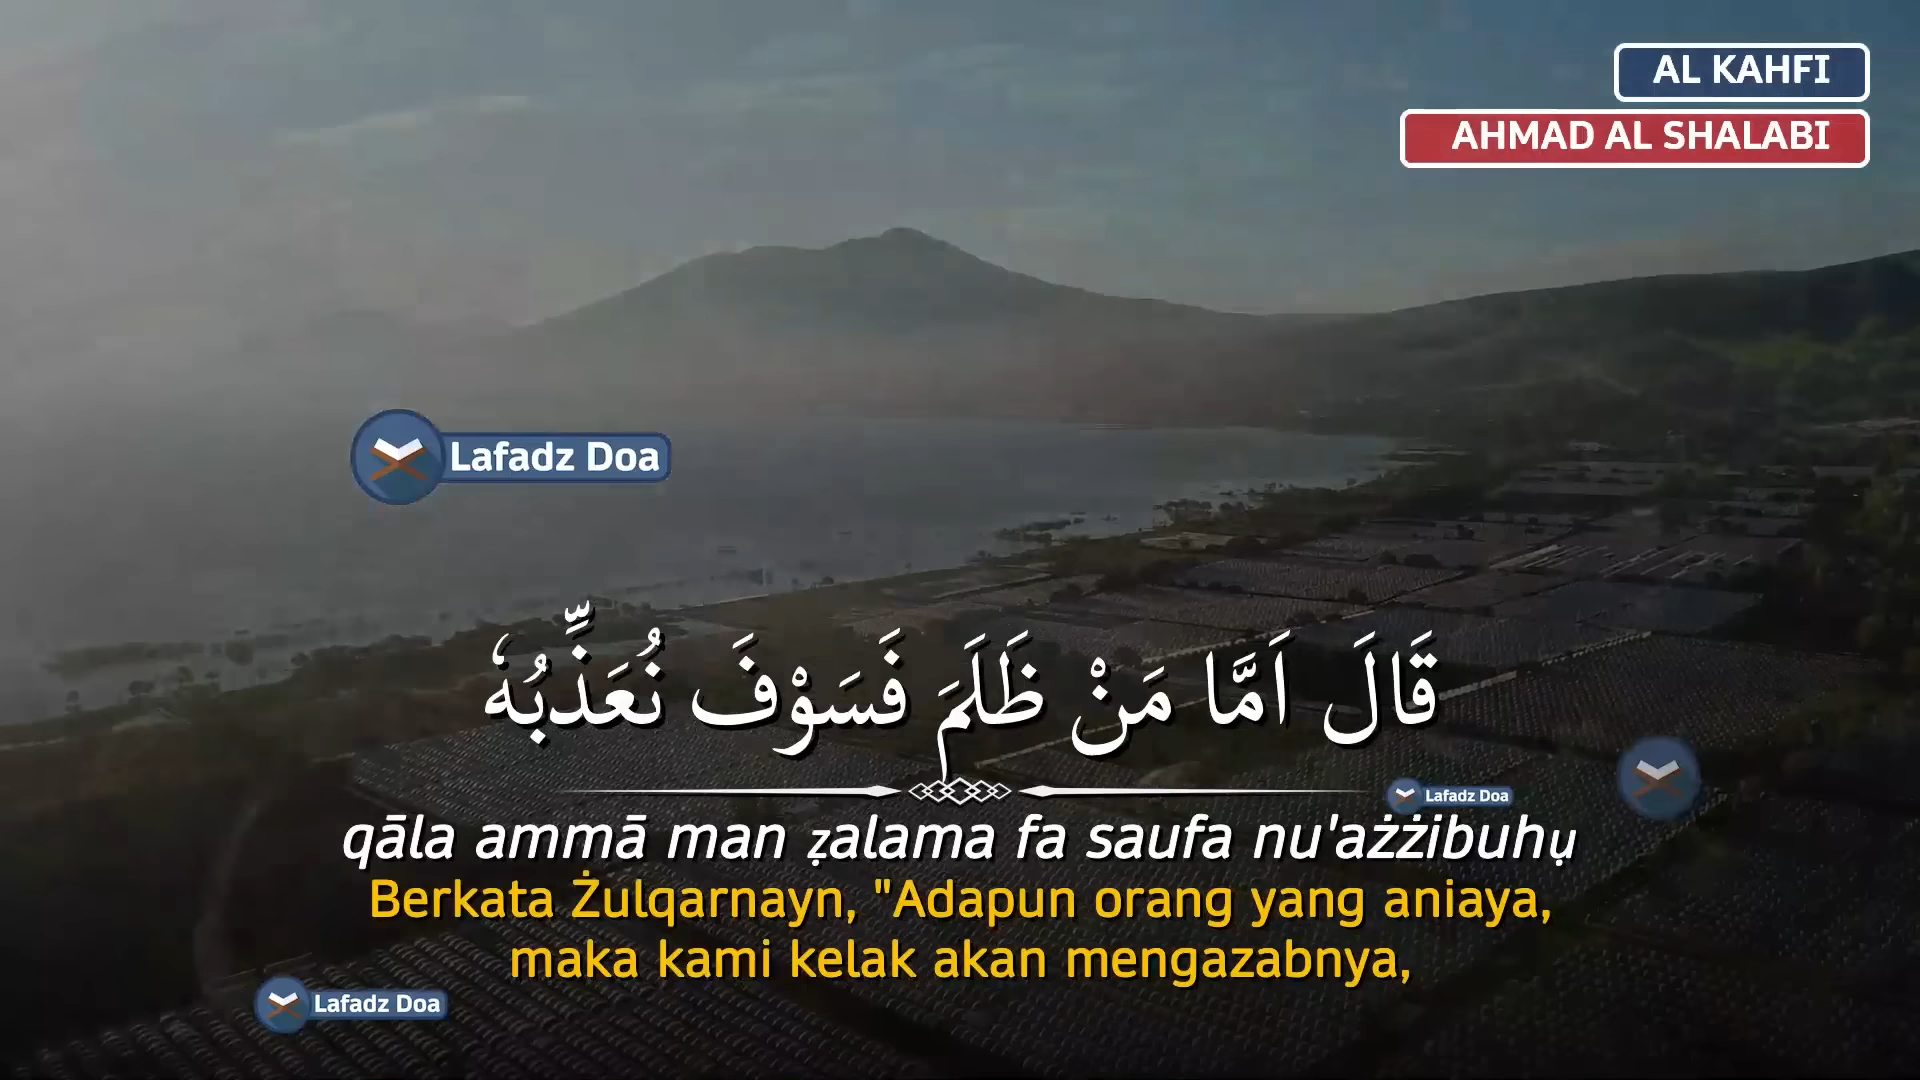 AL KAHFI
AHMAD AL SHALABI
Lafadz Doa
قَالَ اَمَّا مَنْ ظَلَمَ فَسَوْفَ نُعَذِّبُهٗ
Lafadz Doa
qāla ammā man ẓalama fa saufa nu'ażżibuhụ
Berkata Żulqarnayn, "Adapun orang yang aniaya,
maka kami kelak akan mengazabnya,
Lafadz Doa